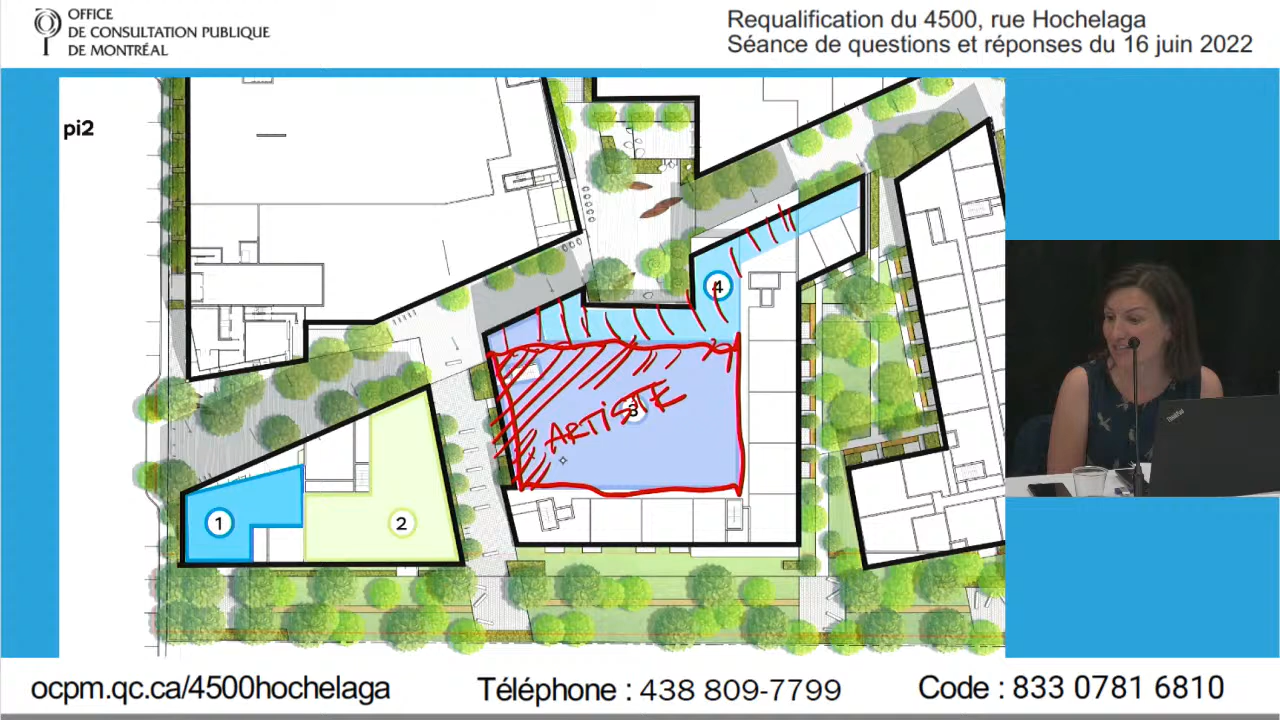 OFFICE
DE CONSULTATION PUBLIQUE
DE MONTRÉAL
Requalification du 4500, rue Hochelaga
Séance de questions et réponses du 16 juin 2022
pi2
4
3
ARTISTE
1
2
ThinkPad
ocpm.qc.ca/4500hochelaga
Téléphone : 438 809-7799
Code : 833 0781 6810